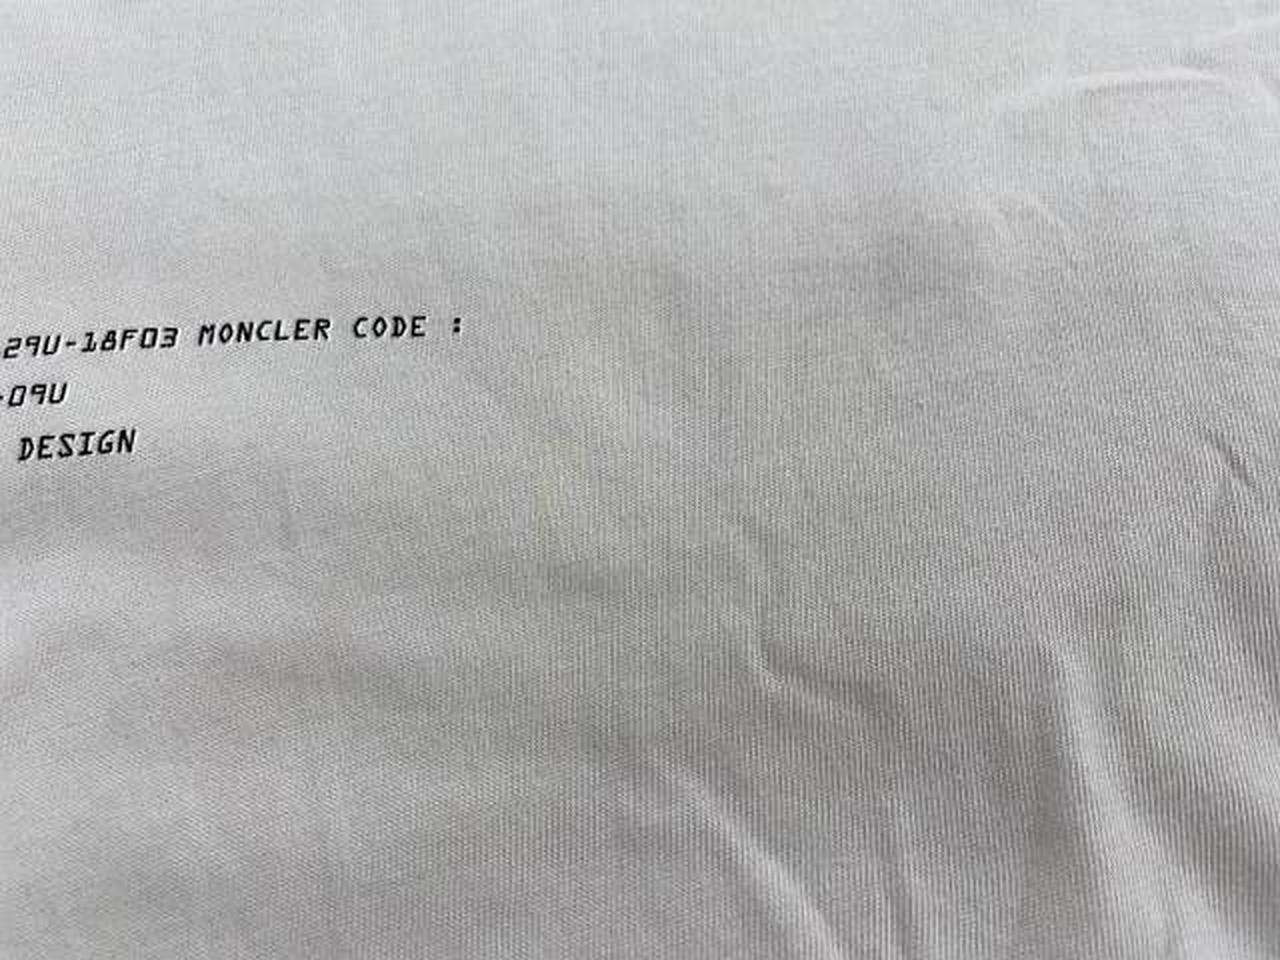 29U-18F03 MONCLER CODE :
-09U
DESIGN